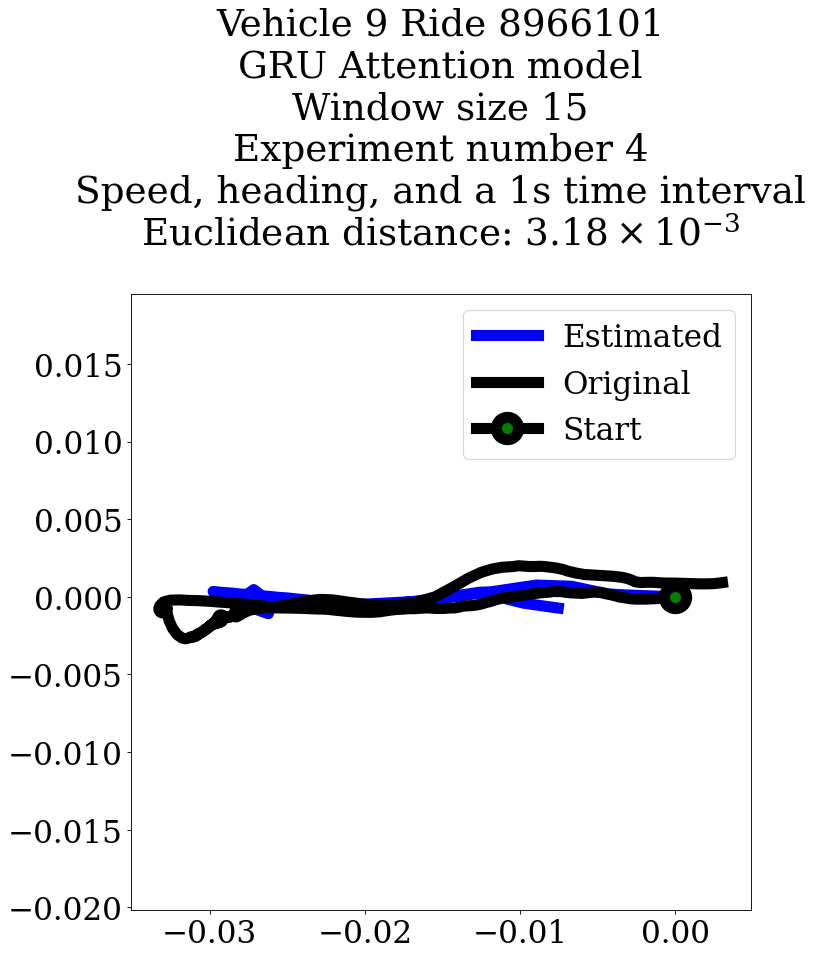 Vehicle 9 Ride 8966101
GRU Attention model
Window size 15
Experiment number 4
Speed, heading, and a 1s time interval
Euclidean distance: 3.18 × 10⁻³
Estimated
Original
Start
0.015
0.010
0.005
0.000
−0.005
−0.010
−0.015
−0.020
−0.03 −0.02 −0.01 0.00